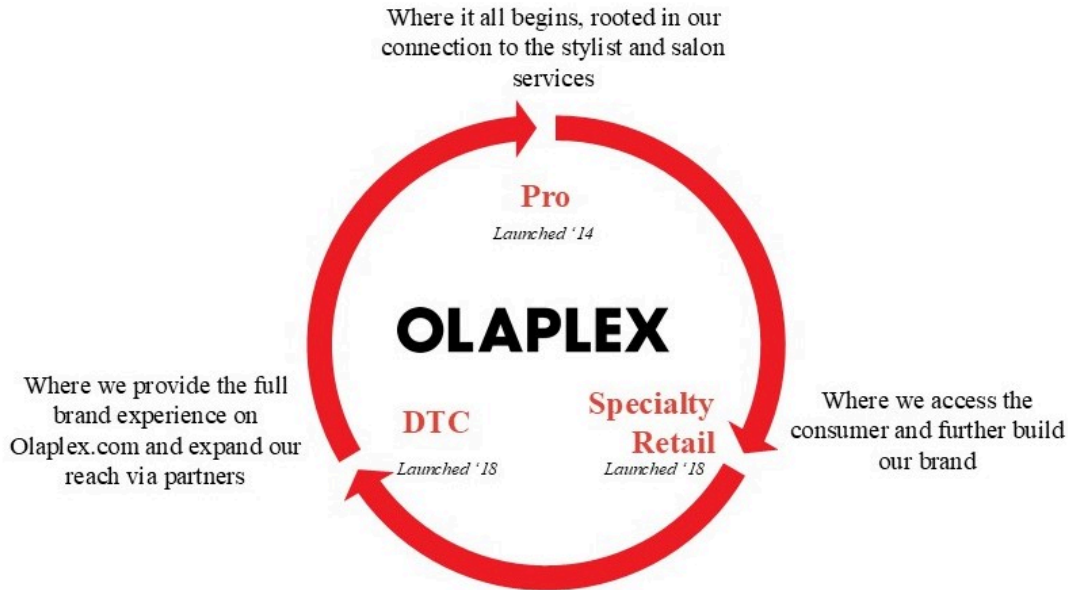 Where it all begins, rooted in our
connection to the stylist and salon
services
Pro
Launched ‘14
OLAPLEX
Where we provide the full
brand experience on
Olaplex.com and expand our
reach via partners
DTC
Launched ‘18
Specialty
Retail
Launched ‘18
Where we access the
consumer and further build
our brand